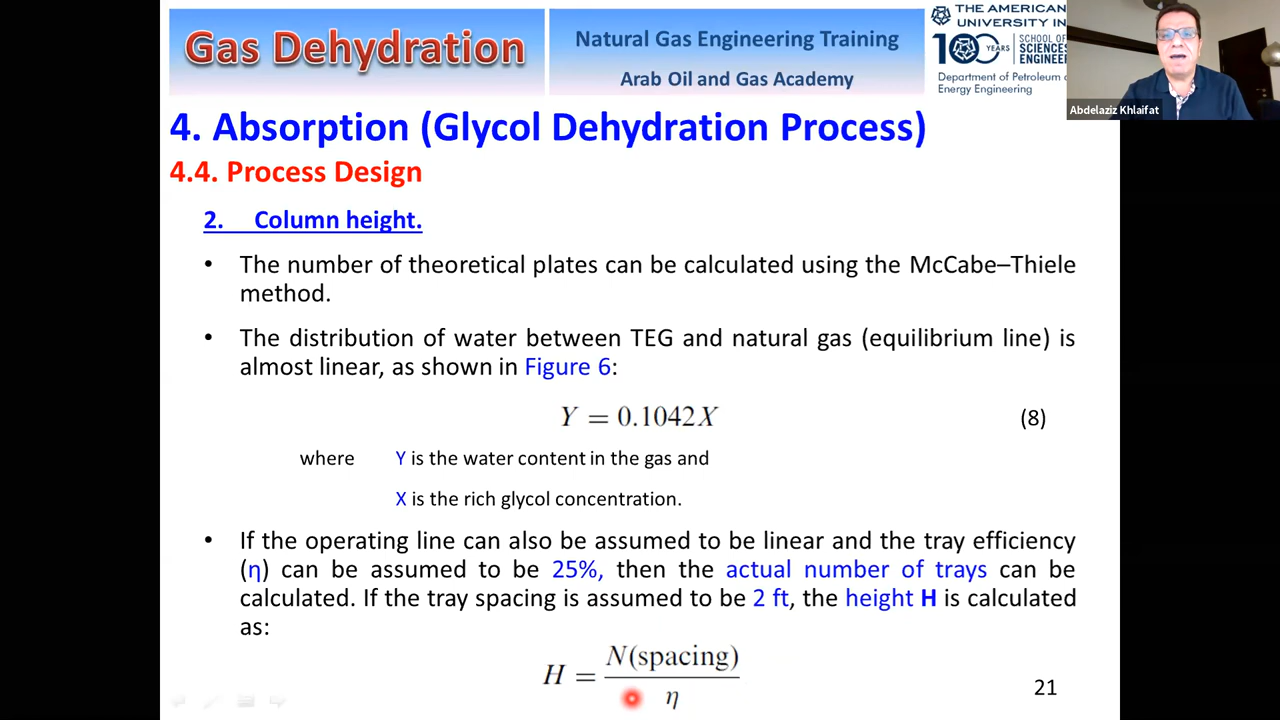 Gas Dehydration
Natural Gas Engineering Training
Arab Oil and Gas Academy
THE AMERICAN
UNIVERSITY IN
100 YEARS
SCHOOL OF
SCIENCES
ENGINEER
Department of Petroleum
Energy Engineering
Abdelaziz Khlaifat
4. Absorption (Glycol Dehydration Process)
4.4. Process Design
2. Column height.
• The number of theoretical plates can be calculated using the McCabe–Thiele
method.
• The distribution of water between TEG and natural gas (equilibrium line) is
almost linear, as shown in Figure 6:
Y = 0.1042X (8)
where Y is the water content in the gas and
X is the rich glycol concentration.
• If the operating line can also be assumed to be linear and the tray efficiency
(η) can be assumed to be 25%, then the actual number of trays can be
calculated. If the tray spacing is assumed to be 2 ft, the height H is calculated
as:
H = N(spacing) / η
21